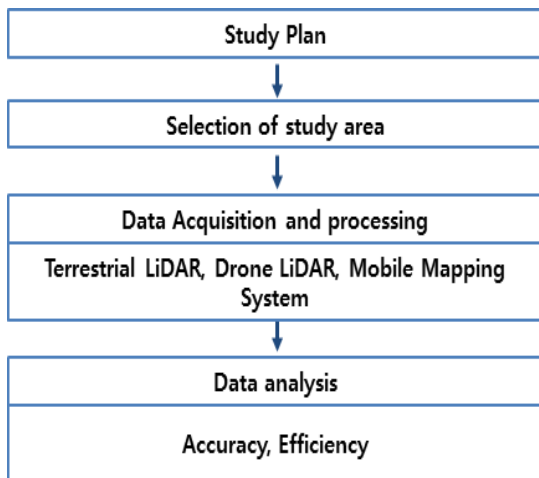 Study Plan
Selection of study area
Data Acquisition and processing
Terrestrial LiDAR, Drone LiDAR, Mobile Mapping
System
Data analysis
Accuracy, Efficiency